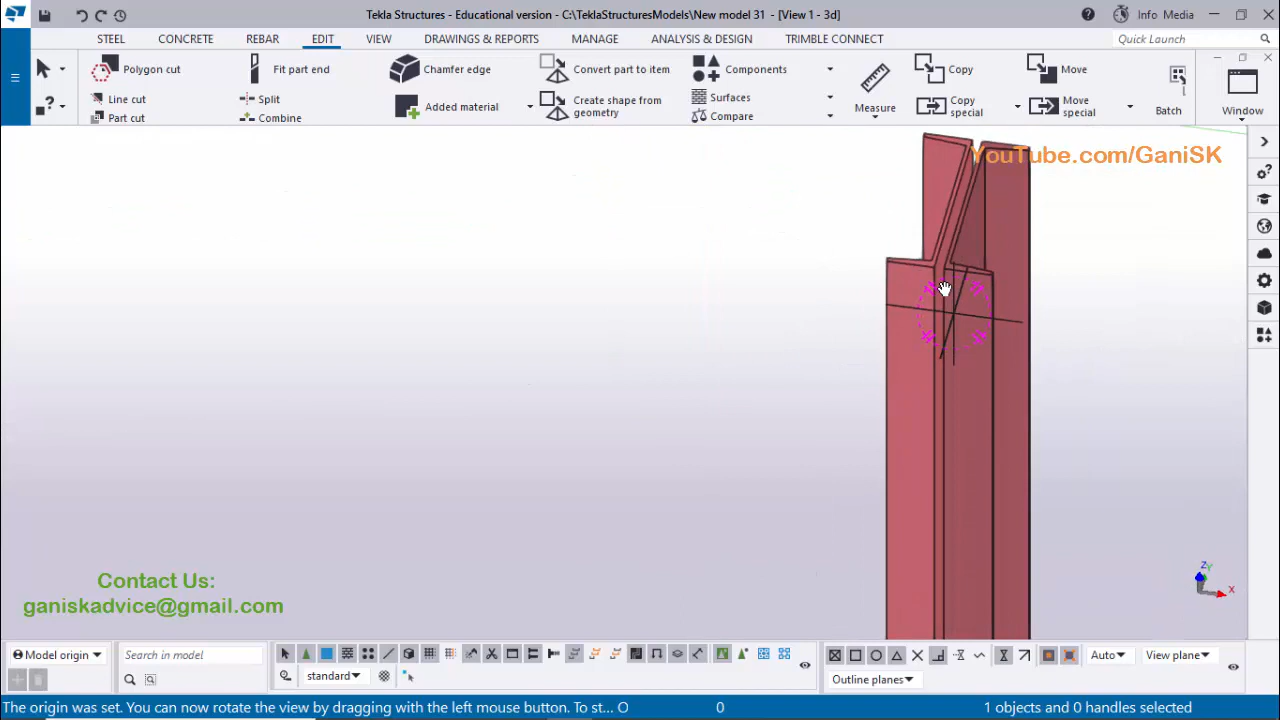 Tekla Structures - Educational version - C:\TeklaStructuresModels\New model 31 - [View 1 - 3d]
Info Media
STEEL CONCRETE REBAR EDIT VIEW DRAWINGS & REPORTS MANAGE ANALYSIS & DESIGN TRIMBLE CONNECT
Quick Launch
Polygon cut
Line cut
Part cut
Fit part end
Split
Combine
Chamfer edge
Added material
Convert part to item
Create shape from
geometry
Components
Surfaces
Compare
Measure
Copy
Copy
special
Move
Move
special
Batch
Window
YouTube.com/GaniSK
Contact Us:
ganiskadvice@gmail.com
Z
Y
X
Model origin
Search in model
standard
Auto
View plane
Outline planes
The origin was set. You can now rotate the view by dragging with the left mouse button. To st... O 0 1 objects and 0 handles selected